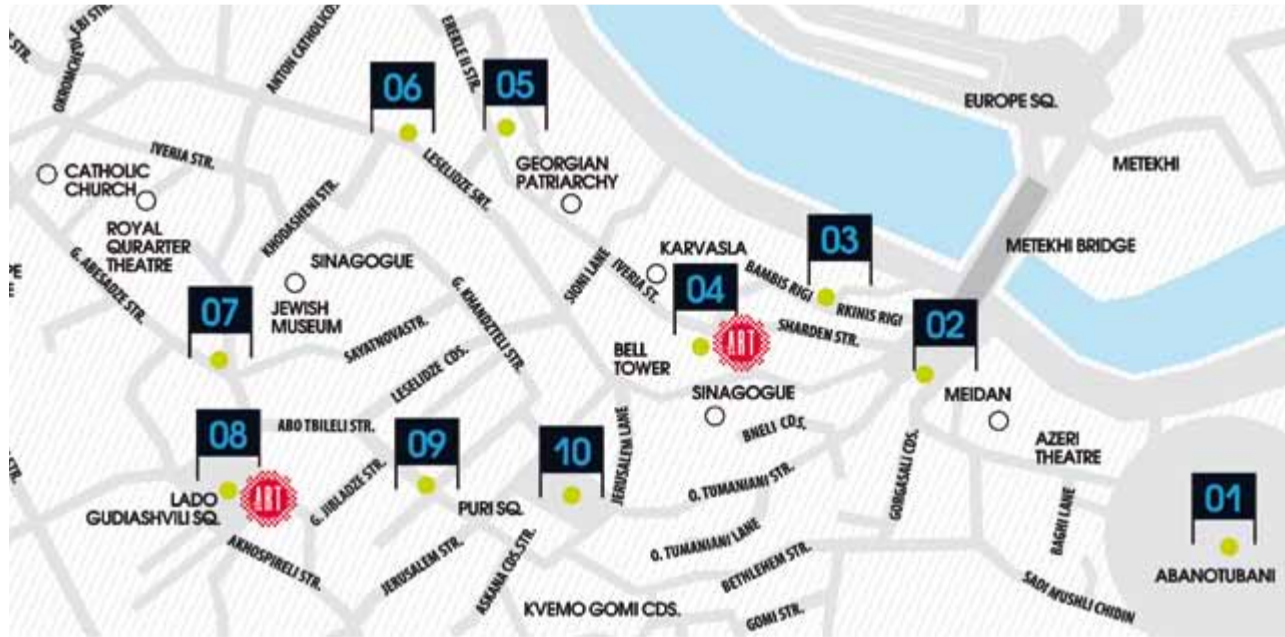 EBI STR.
OKROMCHEDLI
STR.
ANTON CATHOLICOS
EREKLE II STR.
06
05
EUROPE SQ.
IVERIA STR.
LESELIDZE SRT.
GEORGIAN
PATRIARCHY
METEKHI
CATHOLIC
CHURCH
ROYAL
QURARTER
THEATRE
KHODASHENI STR.
SINAGOGUE
JEWISH
MUSEUM
G. ABESADZE STR.
07
SAYATNOVASTR.
LESELIDZE CDS.
G. KHANDZTELI STR.
SIONI LANE
IVERIA ST.
KARVASLA
BAMBIS RIGI
03
METEKHI BRIDGE
RKINIS RIGI
04
ART
SHARDEN STR.
02
BELL
TOWER
SINAGOGUE
MEIDAN
AZERI
THEATRE
08
ABO TBILELI STR.
09
10
JERUSALEM LANE
BNELI CDS.
O. TUMANIANI STR.
GORGASALI CDS.
01
LADO
GUDIASHVILI SQ.
ART
G. JIBLADZE STR.
PURI SQ.
AKHOSPIRELI STR.
JERUSALEM STR.
ASKANA CDS.STR.
O. TUMANIANI LANE
BETHLEHEM STR.
BAGHI LANE
SADI MUSHLI CHIDIN
ABANOTUBANI
KVEMO GOMI CDS.
GOMI STR.
STR.